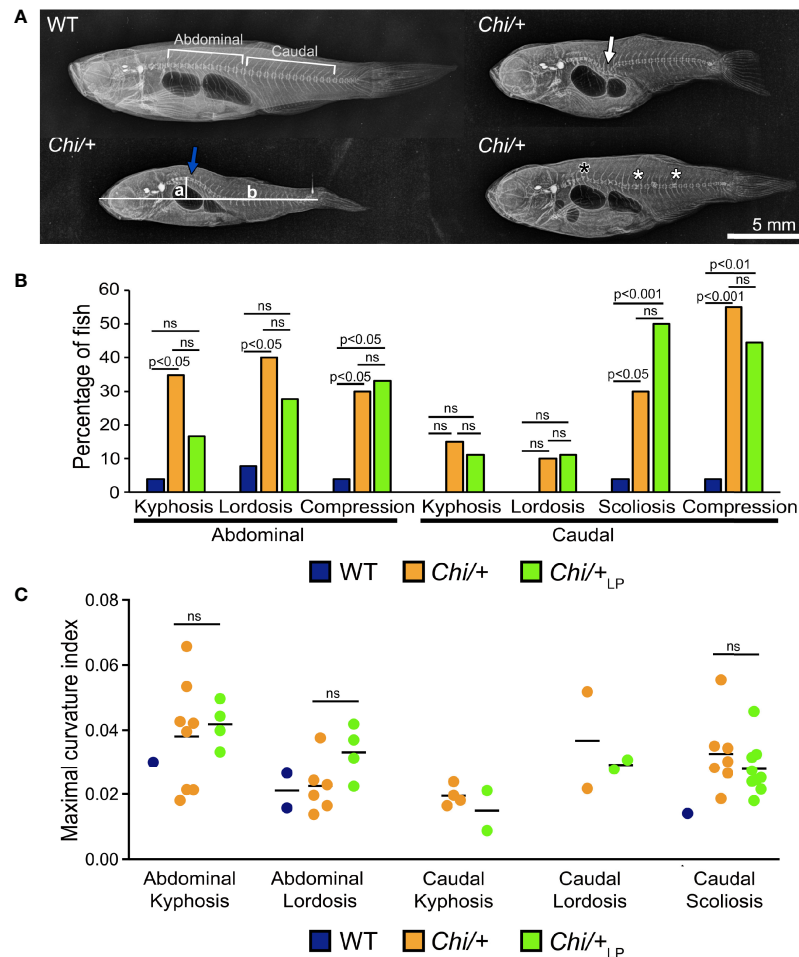 A
WT
Abdominal
Caudal
Chi/+
Chi/+
a
b
Chi/+
*
*
*
5 mm
B
Percentage of fish
60
50
40
30
20
10
0
ns
ns
p<0.05
ns
ns
p<0.05
p<0.05
ns
p<0.05
ns
ns
ns
ns
ns
ns
p<0.001
ns
p<0.05
p<0.01
ns
p<0.001
Kyphosis Lordosis Compression Kyphosis Lordosis Scoliosis Compression
Abdominal Caudal
WT Chi/+ Chi/+LP
C
Maximal curvature index
0.08
0.06
0.04
0.02
0.00
ns
ns
ns
Abdominal Kyphosis
Abdominal Lordosis
Caudal Kyphosis
Caudal Lordosis
Caudal Scoliosis
WT Chi/+ Chi/+LP